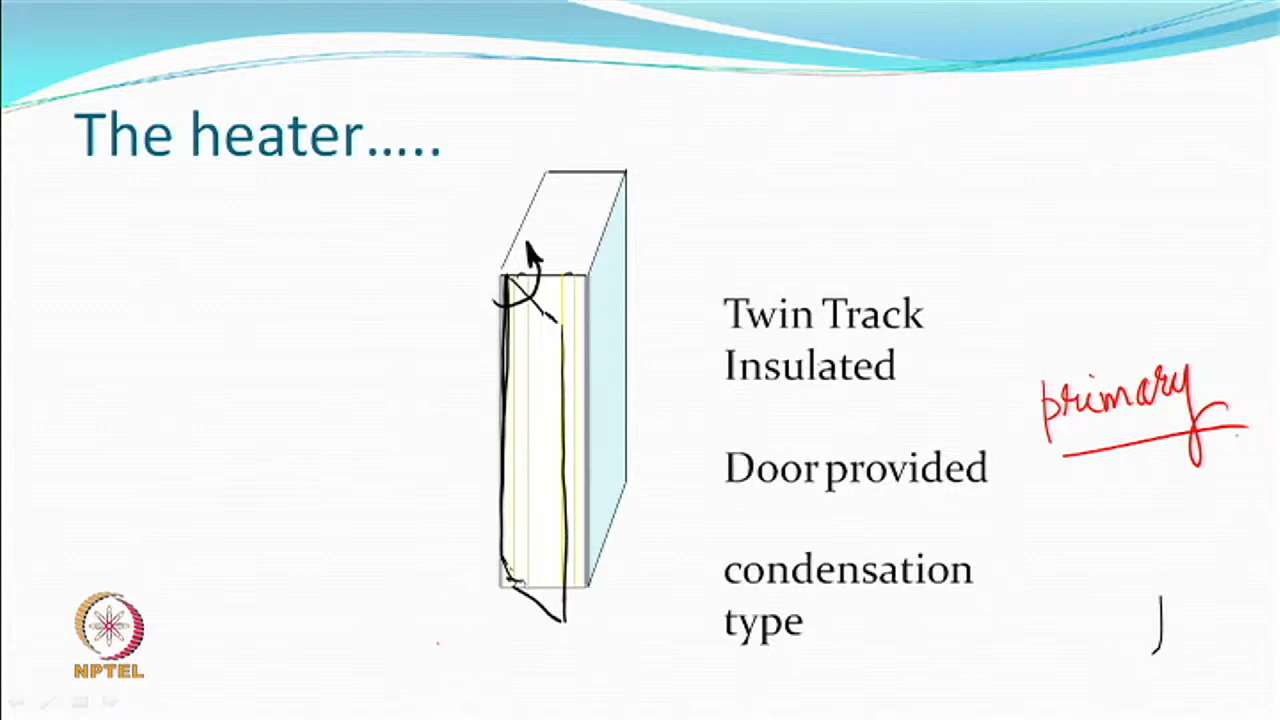 The heater…..
Twin Track
Insulated
primary
Door provided
condensation
type
NPTEL